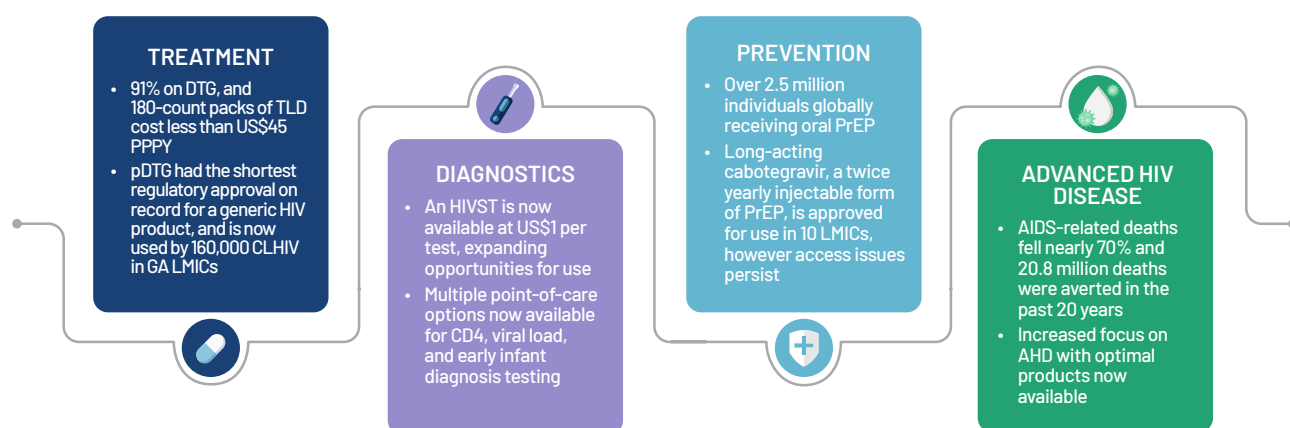 TREATMENT
• 91% on DTG, and
180-count packs of TLD
cost less than US$45
PPPY
• pDTG had the shortest
regulatory approval on
record for a generic HIV
product, and is now
used by 160,000 CLHIV
in GA LMICs
DIAGNOSTICS
• An HIVST is now
available at US$1 per
test, expanding
opportunities for use
• Multiple point-of-care
options now available
for CD4, viral load,
and early infant
diagnosis testing
PREVENTION
• Over 2.5 million
individuals globally
receiving oral PrEP
• Long-acting
cabotegravir, a twice
yearly injectable form
of PrEP, is approved
for use in 10 LMICs,
however access issues
persist
ADVANCED HIV
DISEASE
• AIDS-related deaths
fell nearly 70% and
20.8 million deaths
were averted in the
past 20 years
• Increased focus on
AHD with optimal
products now
available